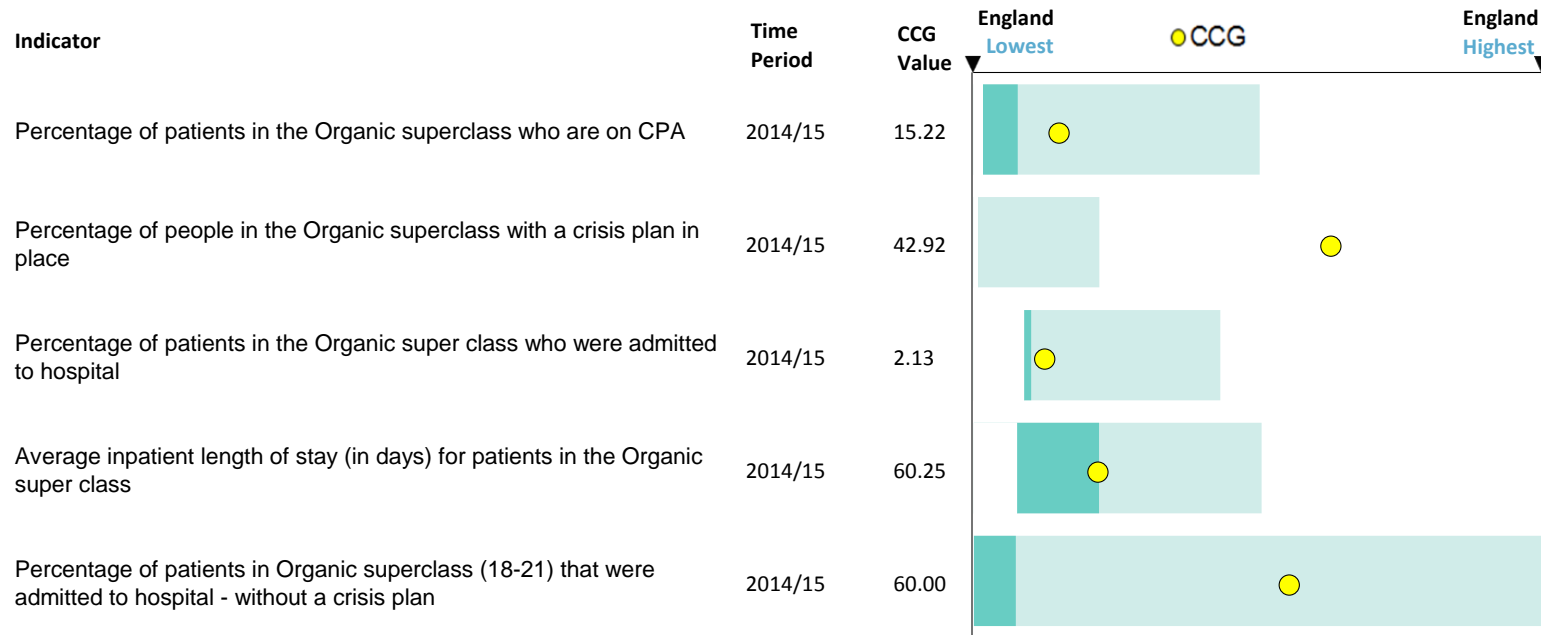 Indicator
Time
Period
CCG
Value
England
Lowest
CCG
England
Highest
Percentage of patients in the Organic superclass who are on CPA
2014/15
15.22
Percentage of people in the Organic superclass with a crisis plan in
place
2014/15
42.92
Percentage of patients in the Organic super class who were admitted
to hospital
2014/15
2.13
Average inpatient length of stay (in days) for patients in the Organic
super class
2014/15
60.25
Percentage of patients in Organic superclass (18-21) that were
admitted to hospital - without a crisis plan
2014/15
60.00